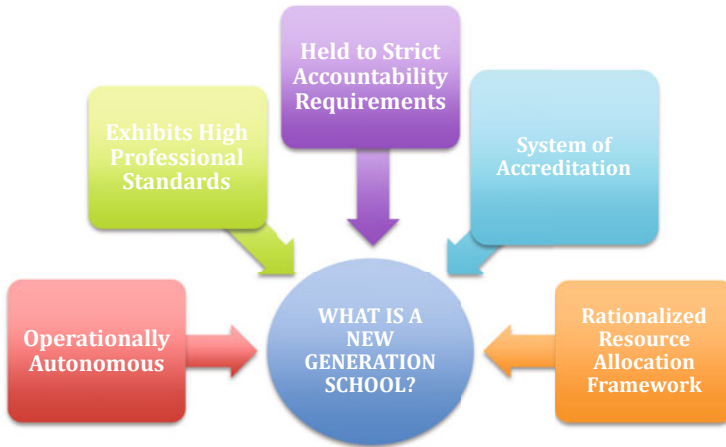 Held to Strict
Accountability
Requirements
Exhibits High
Professional
Standards
System of
Accreditation
Operationally
Autonomous
WHAT IS A
NEW
GENERATION
SCHOOL?
Rationalized
Resource
Allocation
Framework